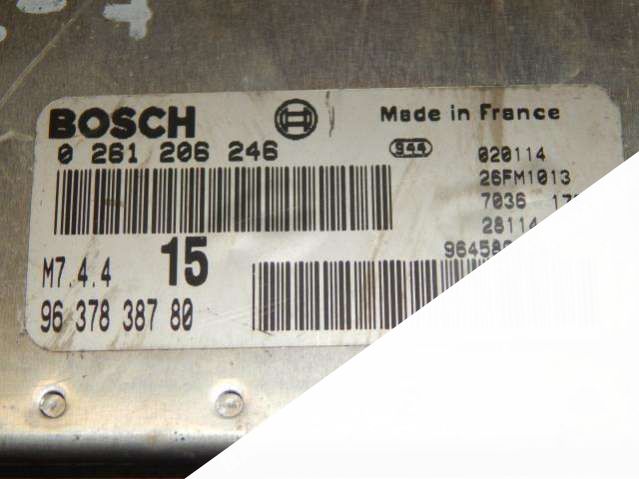 BOSCH Made in France
0 261 206 246 944 020114
26FM1013
7036
28114
M7.4.4 15
96 378 387 80